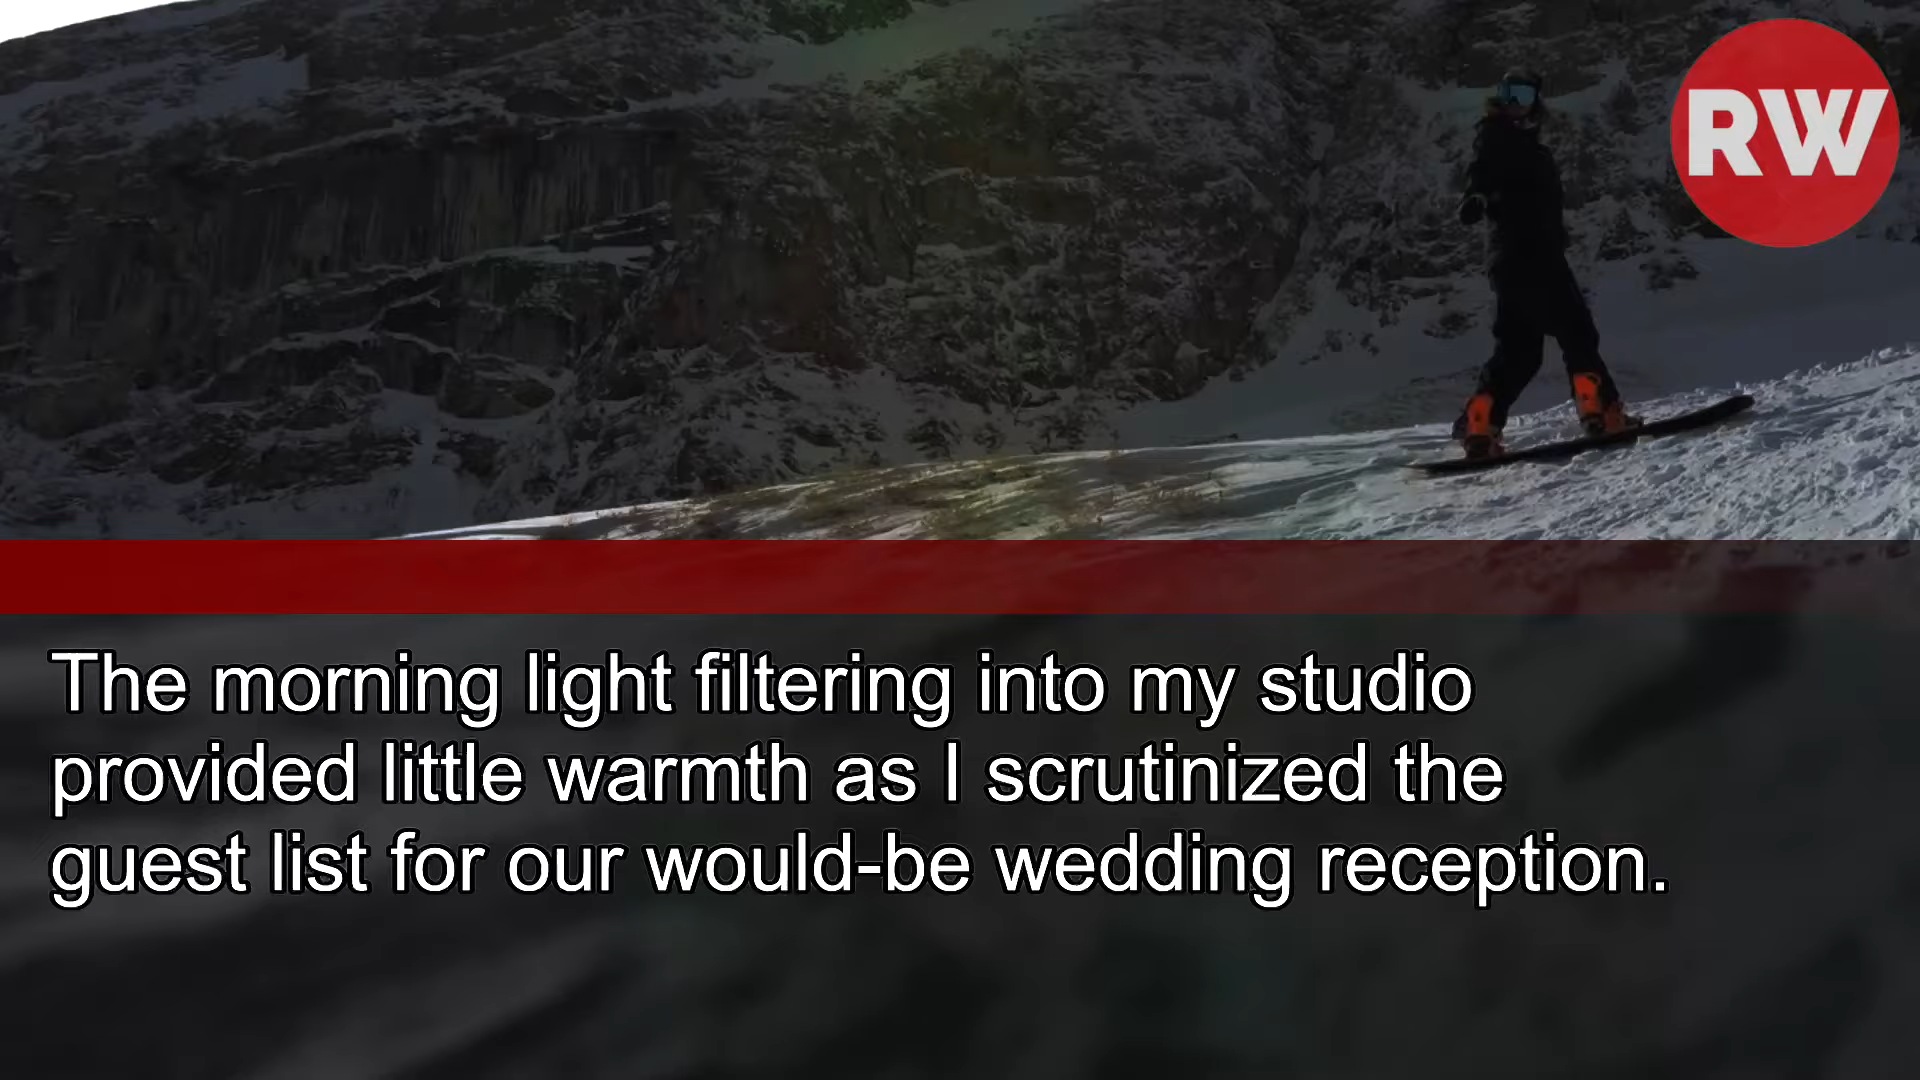 RW
The morning light filtering into my studio
provided little warmth as I scrutinized the
guest list for our would-be wedding reception.